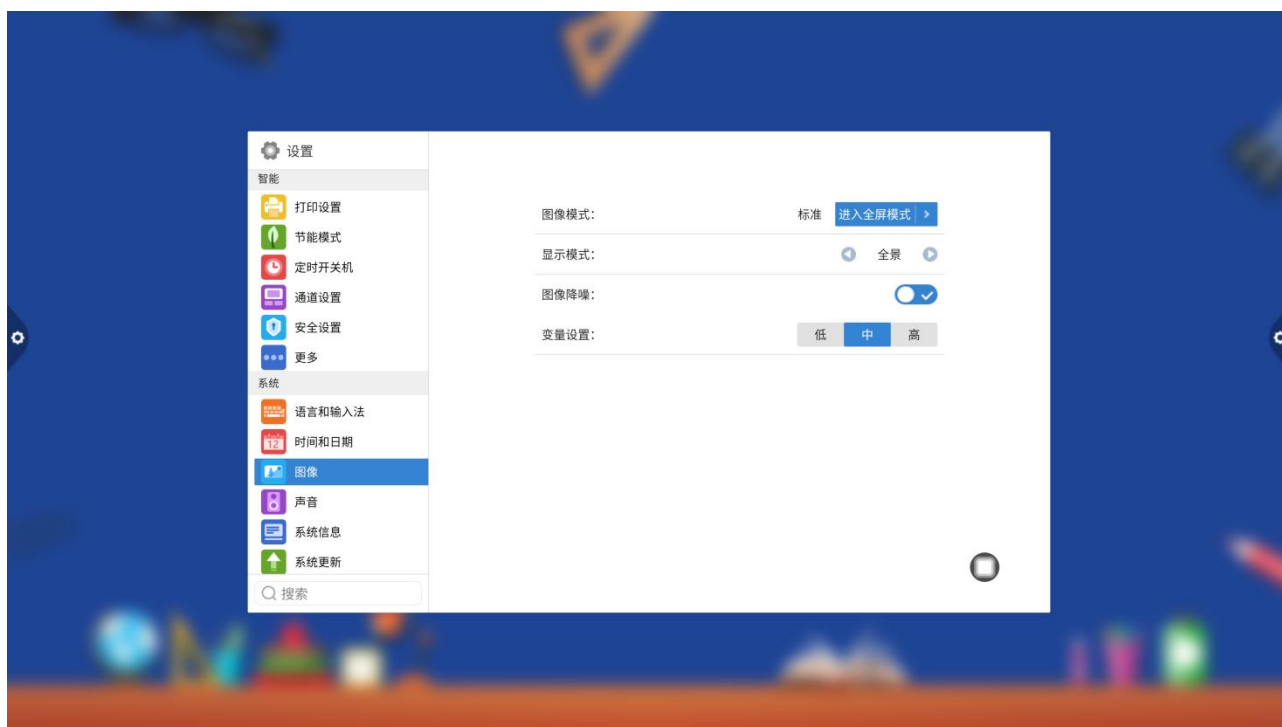 设置
智能
打印设置
节能模式
定时开关机
通道设置
安全设置
更多
系统
语言和输入法
12 时间和日期
图像
声音
系统信息
系统更新
搜索
图像模式: 标准 进入全屏模式 >
显示模式: 全景
图像降噪:
变量设置: 低 中 高